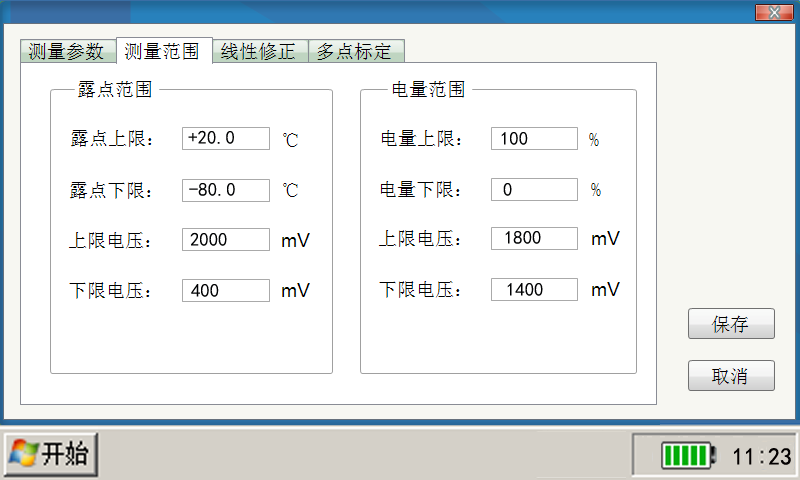 测量参数 测量范围 线性修正 多点标定
露点范围
露点上限： +20.0 ℃
露点下限： -80.0 ℃
上限电压： 2000 mV
下限电压： 400 mV
电量范围
电量上限： 100 %
电量下限： 0 %
上限电压： 1800 mV
下限电压： 1400 mV
保存
取消
开始 11:23